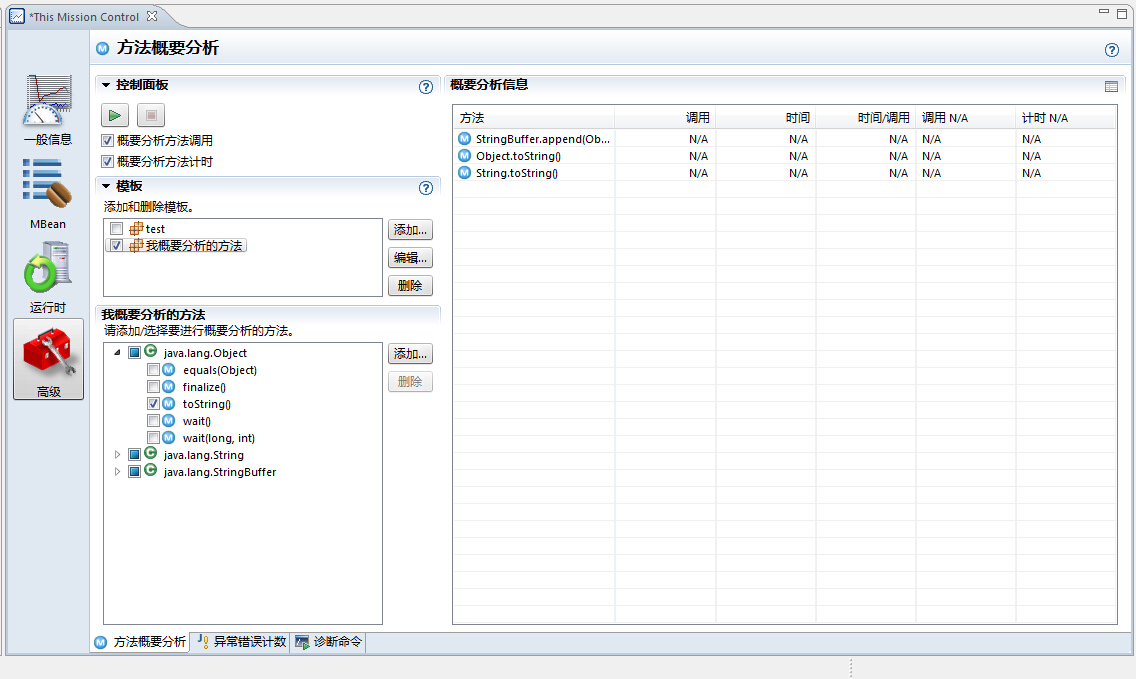 *This Mission Control
方法概要分析
一般信息
MBean
运行时
高级
控制面板
概要分析方法调用
概要分析方法计时
模板
添加和删除模板。
test
我概要分析的方法
添加...
编辑...
删除
我概要分析的方法
请添加/选择要进行概要分析的方法。
java.lang.Object
equals(Object)
finalize()
toString()
wait()
wait(long, int)
java.lang.String
java.lang.StringBuffer
添加...
删除
概要分析信息
方法 调用 时间 时间/调用 调用 N/A 计时 N/A
StringBuffer.append(Ob... N/A N/A N/A N/A N/A
Object.toString() N/A N/A N/A N/A N/A
String.toString() N/A N/A N/A N/A N/A
方法概要分析 异常错误计数 诊断命令